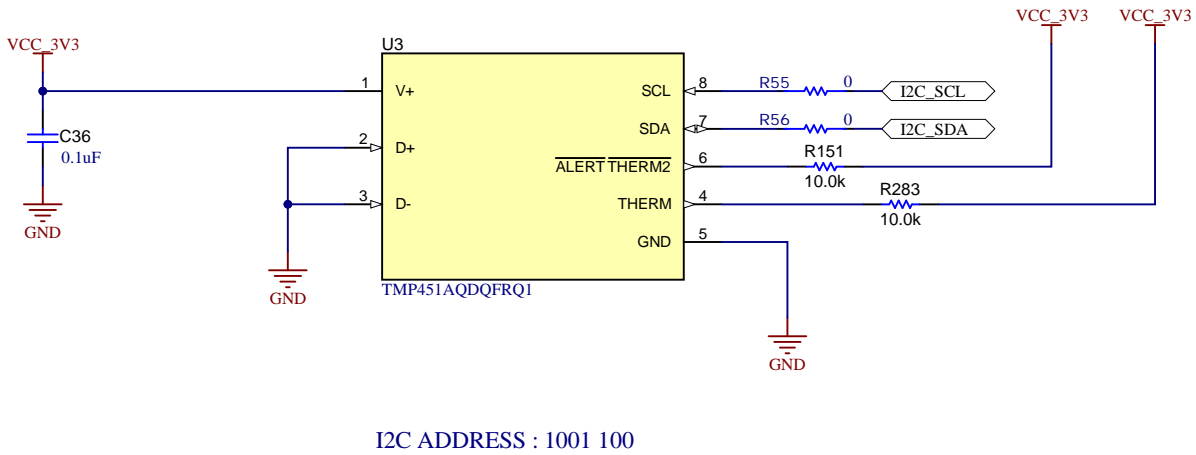 VCC_3V3 VCC_3V3
VCC_3V3
U3
1 V+ SCL 8 R55 0 I2C_SCL
C36
0.1uF
2 D+ SDA 7 R56 0 I2C_SDA
ALERT THERM2 6 R151
10.0k
3 D- THERM 4 R283
10.0k
GND 5
GND
GND
TMP451AQDQFRQ1
GND
I2C ADDRESS : 1001 100